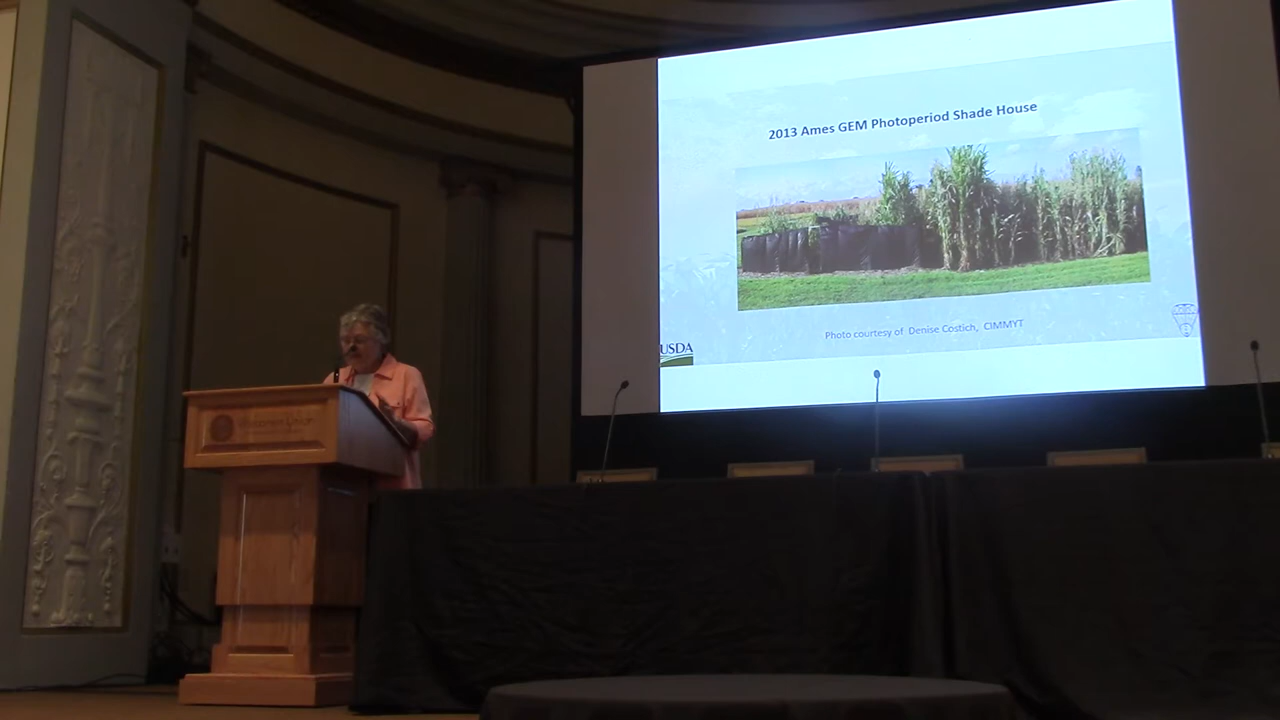 2013 Ames GEM Photoperiod Shade House
Photo courtesy of Denise Costich, CIMMYT
USDA